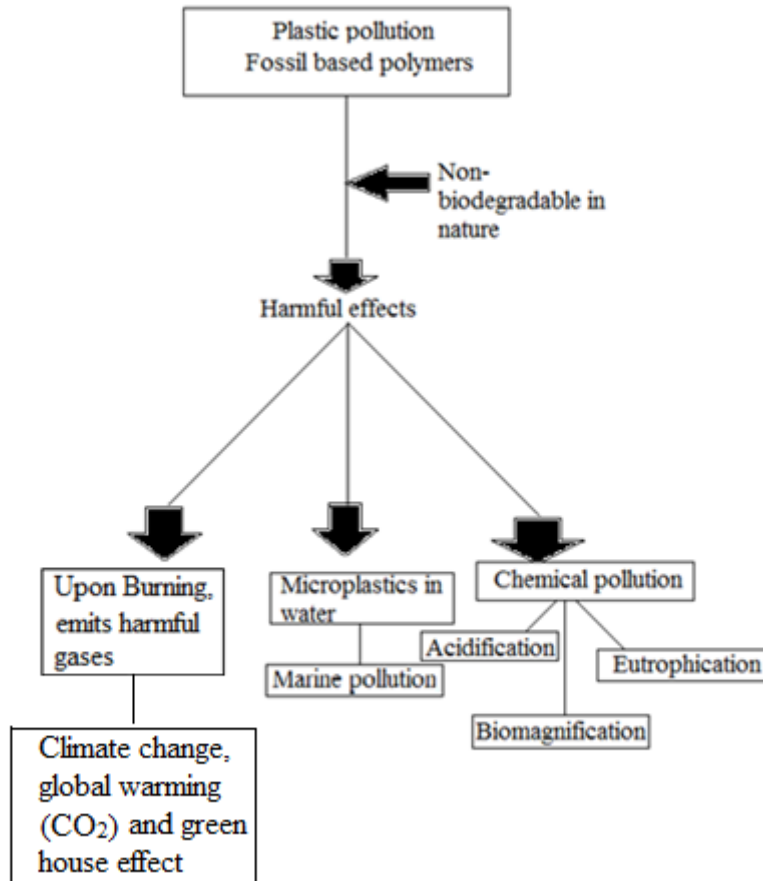 Plastic pollution
Fossil based polymers
Non-
biodegradable in
nature
Harmful effects
Upon Burning,
emits harmful
gases
Climate change,
global warming
(CO₂) and green
house effect
Microplastics in
water
Marine pollution
Chemical pollution
Acidification
Eutrophication
Biomagnification